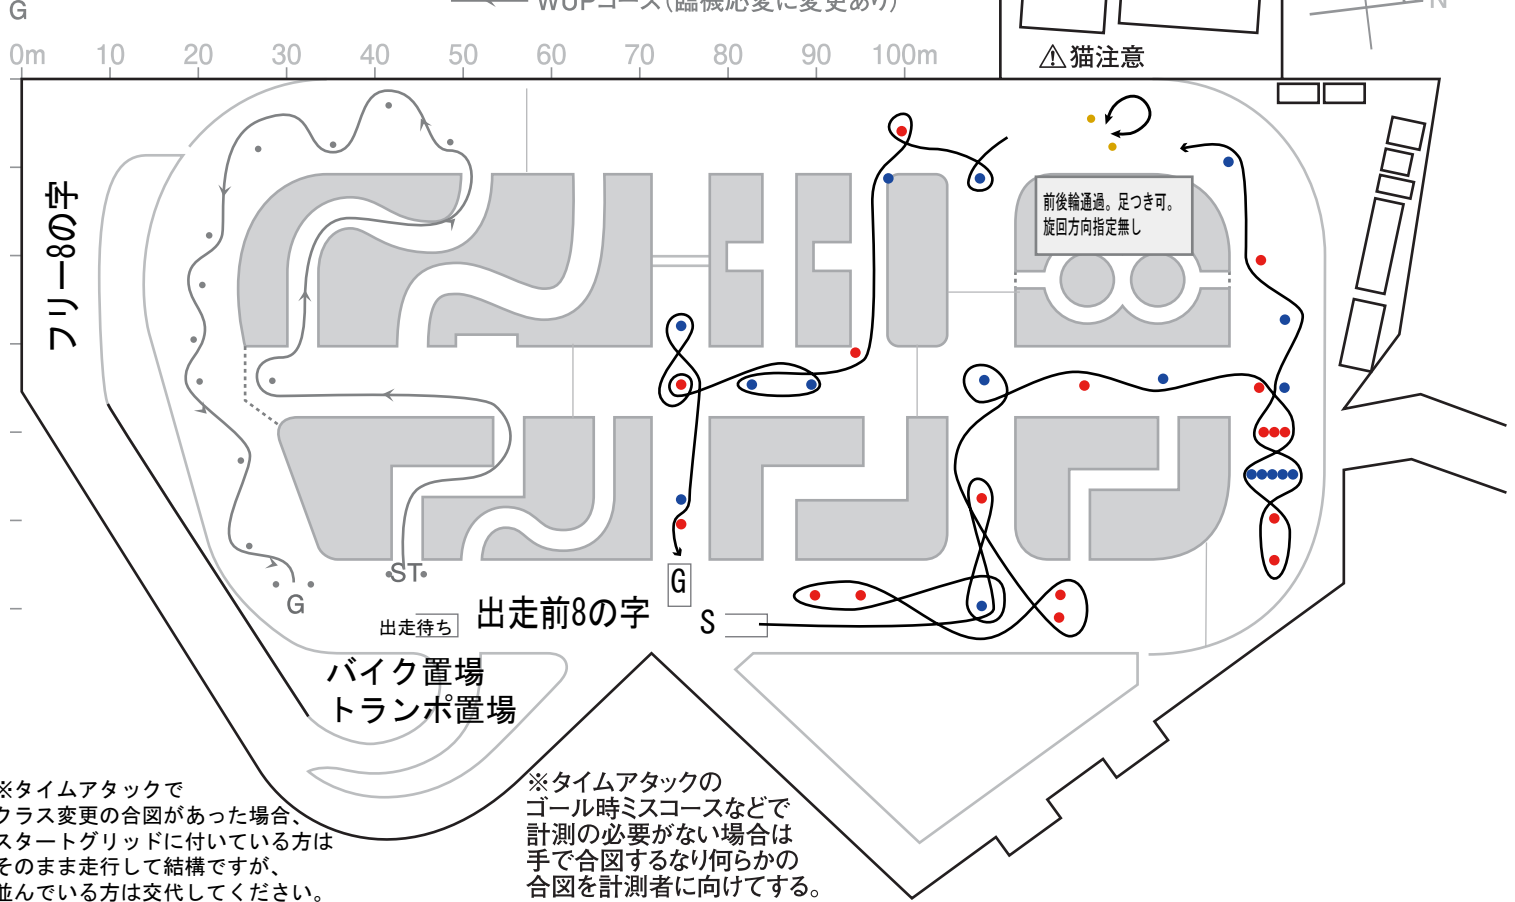 G
WUPコース（臨機応変に変更あり）
N
0m 10 20 30 40 50 60 70 80 90 100m
⚠猫注意
フリー8の字
前後輪通過。足つき可。
旋回方向指定無し
G
ST
G
出走待ち
出走前8の字
S
バイク置場
トランポ置場
※タイムアタックで
クラス変更の合図があった場合、
スタートグリッドに付いている方は
そのまま走行して結構ですが、
並んでいる方は交代してください。
※タイムアタックの
ゴール時ミスコースなどで
計測の必要がない場合は
手で合図するなり何らかの
合図を計測者に向けてする。